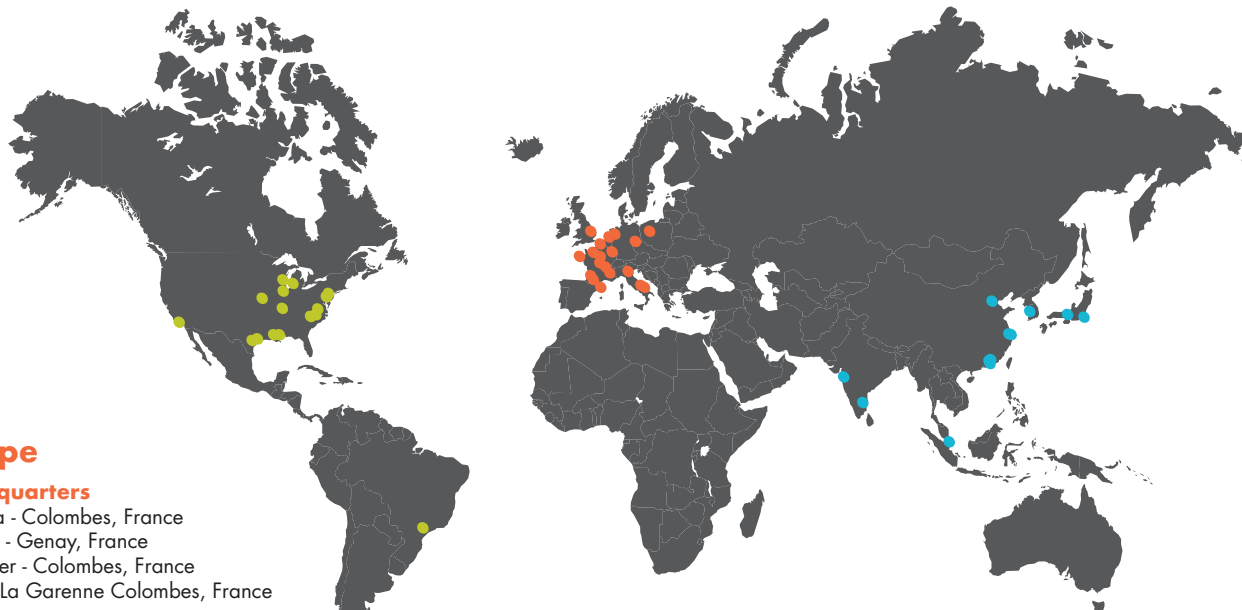 pe
quarters
a - Colombes, France
- Genay, France
er - Colombes, France
La Garenne Colombes, France